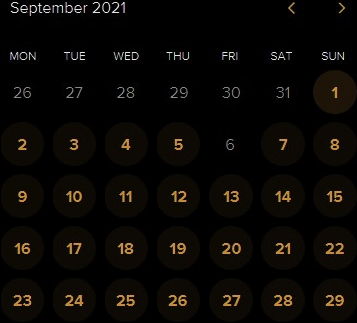 September 2021
MON TUE WED THU FRI SAT SUN
26 27 28 29 30 31 1
2 3 4 5 6 7 8
9 10 11 12 13 14 15
16 17 18 19 20 21 22
23 24 25 26 27 28 29